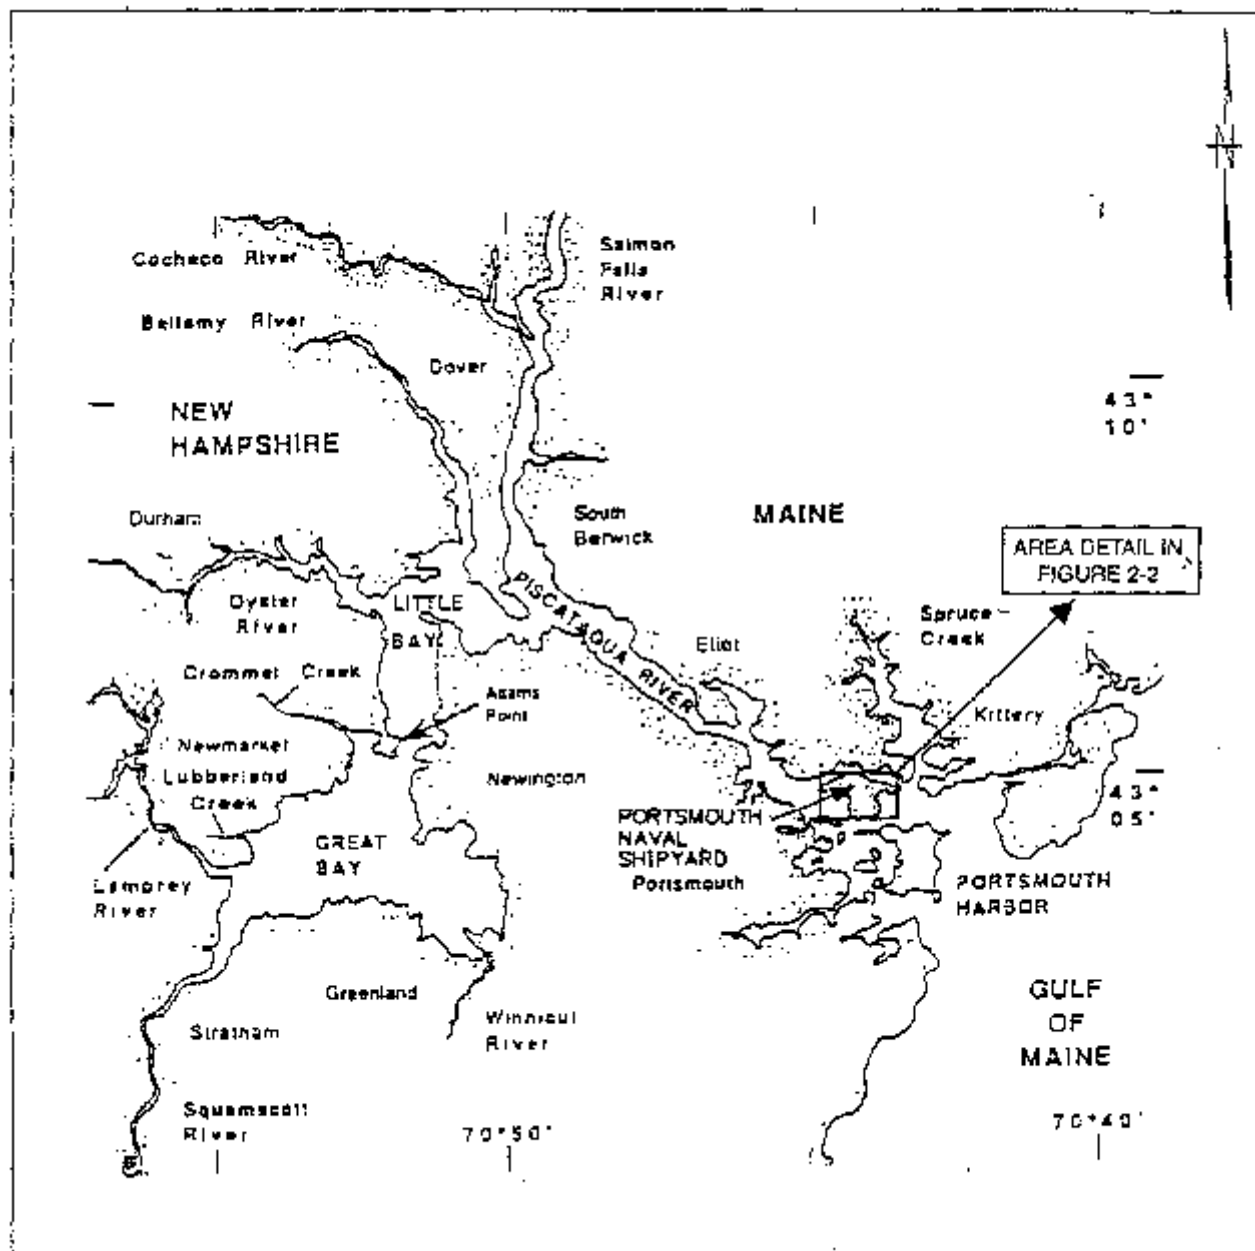 N
Cocheco River
Salmon
Falls
River
Bellamy River
Dover
NEW
HAMPSHIRE
43°
10'
Durham
South
Berwick
MAINE
AREA DETAIL IN
FIGURE 2-2
Oyster
River
LITTLE
BAY
PISCATAQUA RIVER
Eliot
Spruce
Creek
Crommet Creek
Adams
Point
Kittery
Newmarket
Lubberland
Creek
Newington
43°
05'
PORTSMOUTH
NAVAL
SHIPYARD
Portsmouth
GREAT
BAY
Lamprey
River
PORTSMOUTH
HARBOR
Greenland
Stratham
Winnicut
River
GULF
OF
MAINE
Squamscott
River
70°50'
70°40'